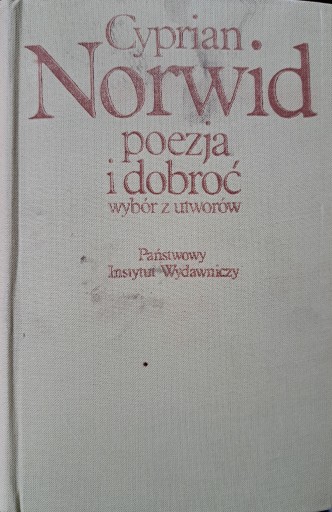 Cyprian
Norwid
poezja
i dobroć
wybór z utworów
Państwowy
Instytut Wydawniczy